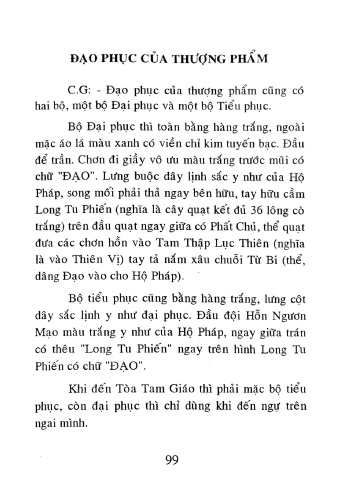 ĐẠO PHỤC CỦA THƯỢNG PHẨM
C.G: - Đạo phục của thượng phẩm cũng có
hai bộ, một bộ Đại phục và một bộ Tiểu phục.
Bộ Đại phục thì toàn bằng hàng trắng, ngoài
mặc áo lá màu xanh có viền chỉ kim tuyến bạc. Đầu
để trần. Chơn đi giầy vô ưu màu trắng trước mũi có
chữ "ĐẠO". Lưng buộc dây lịnh sắc y như của Hộ
Pháp, song mối phải thả ngay bên hữu, tay hữu cầm
Long Tu Phiến (nghĩa là cây quạt kết đủ 36 lông cò
trắng) trên đầu quạt ngay giữa có Phất Chủ, thể quạt
đưa các chơn hồn vào Tam Thập Lục Thiên (nghĩa
là vào Thiên Vị) tay tả nắm xâu chuỗi Từ Bi (thể,
dâng Đạo vào cho Hộ Pháp).
Bộ tiểu phục cũng bằng hàng trắng, lưng cột
dây sắc lịnh y như đại phục. Đầu đội Hỗn Ngươn
Mạo màu trắng y như của Hộ Pháp, ngay giữa trán
có thêu "Long Tu Phiến" ngay trên hình Long Tu
Phiến có chữ "ĐẠO".
Khi đến Tòa Tam Giáo thì phải mặc bộ tiểu
phục, còn đại phục thì chỉ dùng khi đến ngự trên
ngai mình.
99